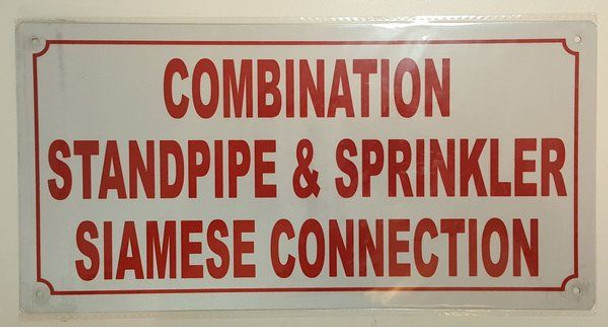 COMBINATION
STANDPIPE & SPRINKLER
SIAMESE CONNECTION